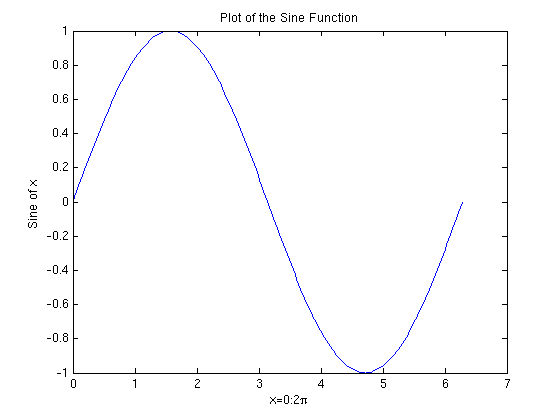 Plot of the Sine Function
1
0.8
0.6
0.4
0.2
0
-0.2
-0.4
-0.6
-0.8
-1
Sine of x
0 1 2 3 4 5 6 7
x=0:2π